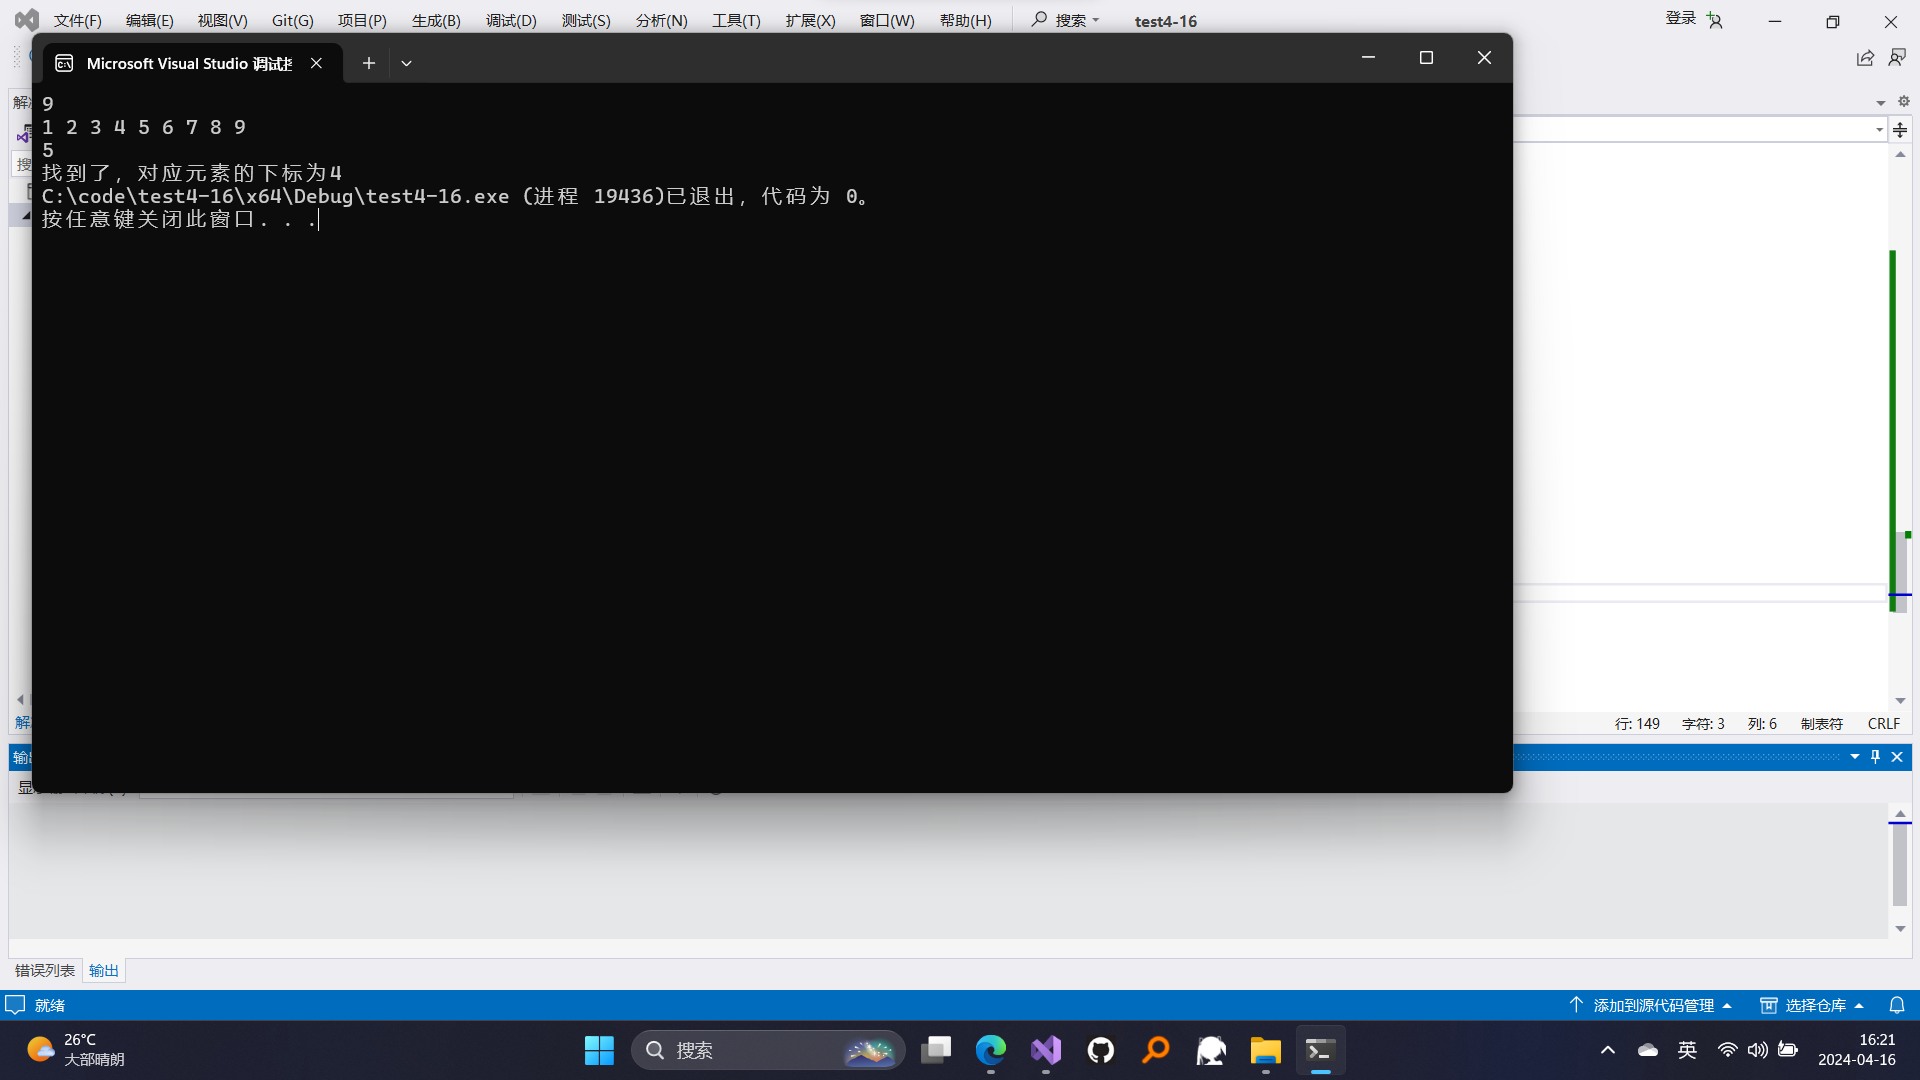 文件(F) 编辑(E) 视图(V) Git(G) 项目(P) 生成(B) 调试(D) 测试(S) 分析(N) 工具(T) 扩展(X) 窗口(W) 帮助(H) 搜索 test4-16 登录
Microsoft Visual Studio 调试
9
1 2 3 4 5 6 7 8 9
5
找到了，对应元素的下标为4
C:\code\test4-16\x64\Debug\test4-16.exe (进程 19436)已退出，代码为 0。
按任意键关闭此窗口. . .
行: 149 字符: 3 列: 6 制表符 CRLF
错误列表 输出
就绪 添加到源代码管理 选择仓库
26°C
大部晴朗
搜索
英
16:21
2024-04-16